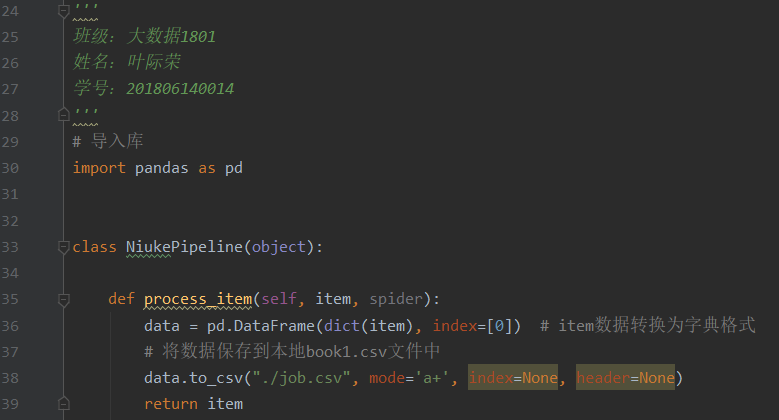 24 '''
25 班级：大数据1801
26 姓名：叶际荣
27 学号：201806140014
28 '''
29 # 导入库
30 import pandas as pd
31
32
33 class NiukePipeline(object):
34
35 def process_item(self, item, spider):
36 data = pd.DataFrame(dict(item), index=[0]) # item数据转换为字典格式
37 # 将数据保存到本地book1.csv文件中
38 data.to_csv("./job.csv", mode='a+', index=None, header=None)
39 return item